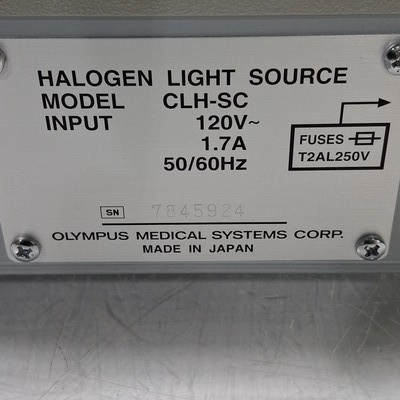 HALOGEN LIGHT SOURCE
MODEL CLH-SC
INPUT 120V~
1.7A
50/60Hz
FUSES
T2AL250V
SN 7845924
OLYMPUS MEDICAL SYSTEMS CORP.
MADE IN JAPAN